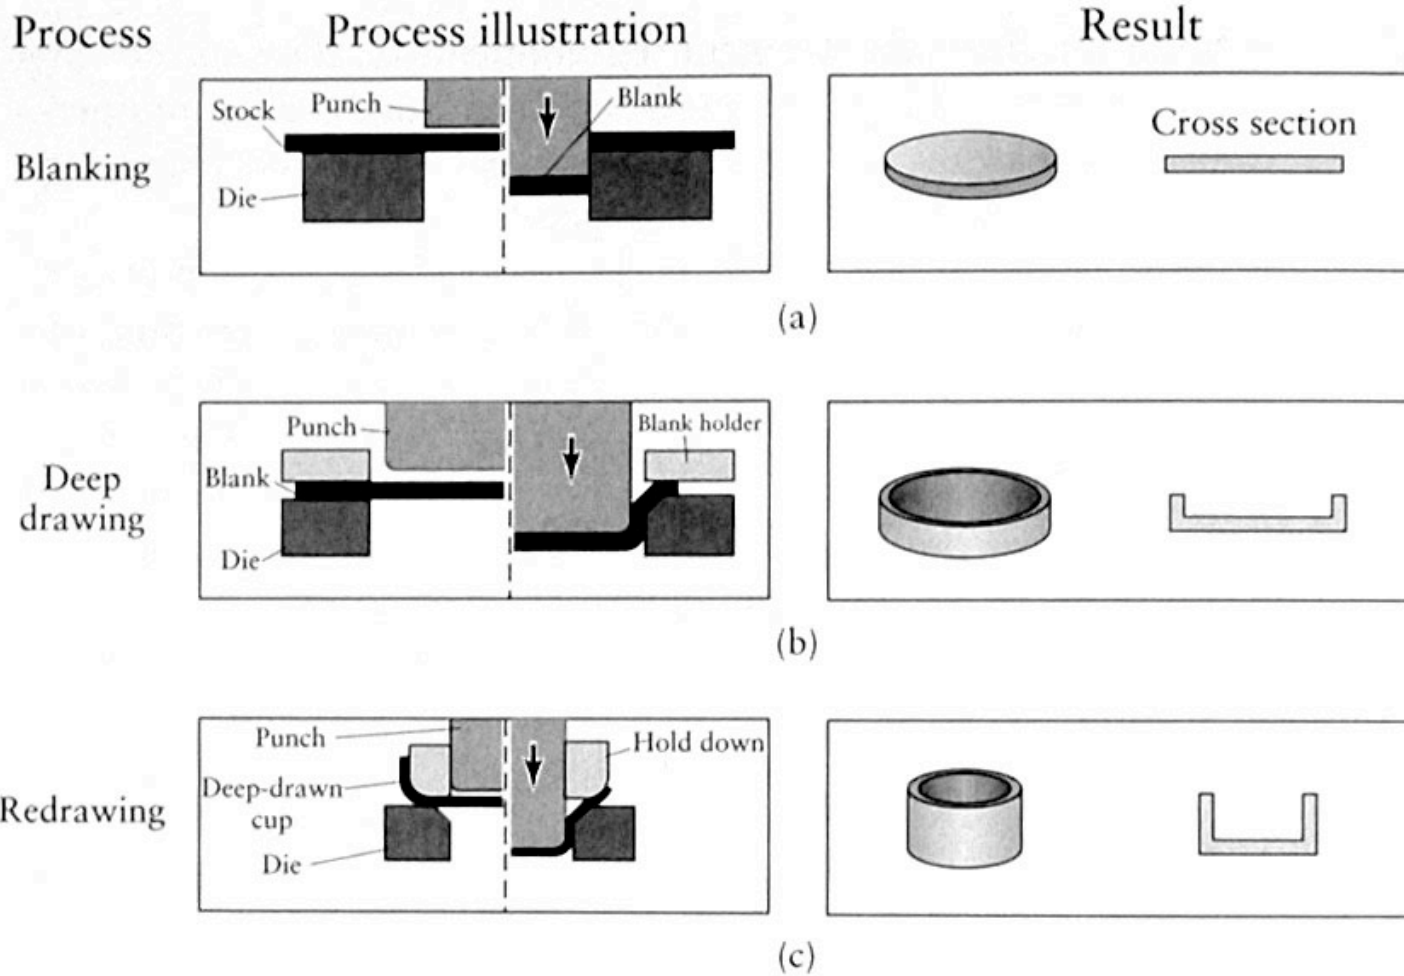 Process
Process illustration
Result
Blanking
Stock
Punch
Blank
Die
Cross section
(a)
Deep
drawing
Punch
Blank holder
Blank
Die
(b)
Redrawing
Punch
Hold down
Deep-drawn
cup
Die
(c)